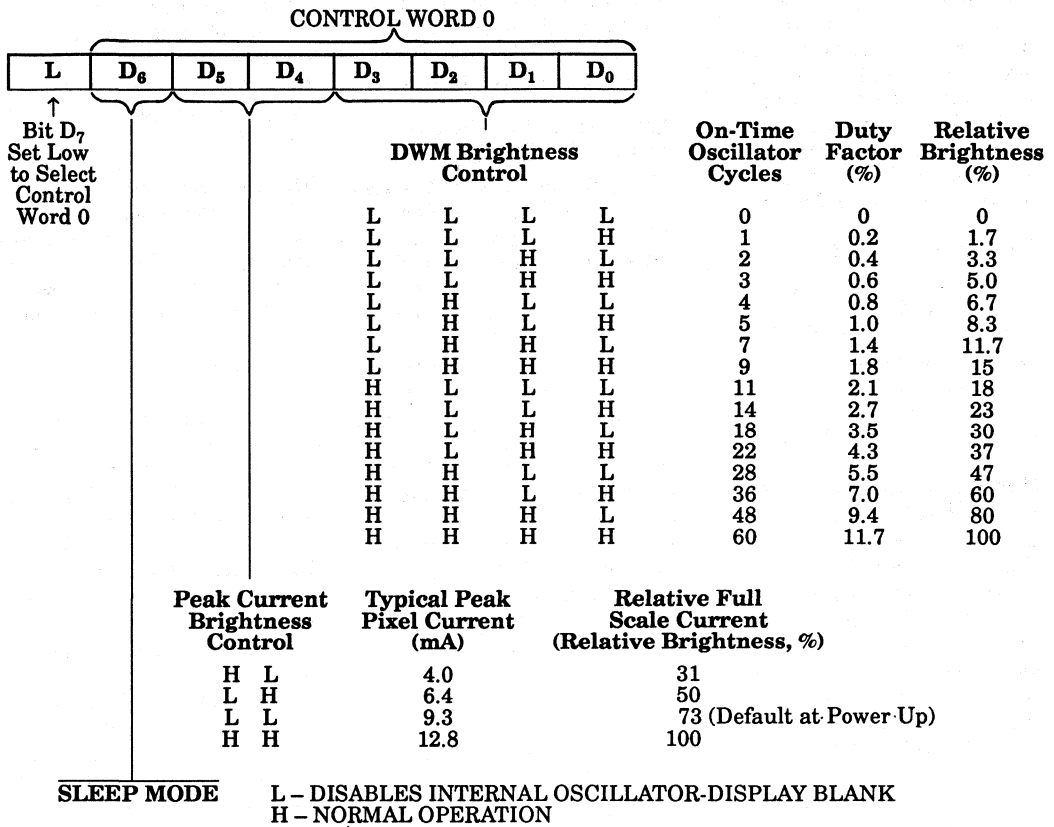 CONTROL WORD 0
L D6 D5 D4 D3 D2 D1 D0
↑
Bit D7
Set Low
to Select
Control
Word 0
DWM Brightness
Control
On-Time
Oscillator
Cycles
Duty
Factor
(%)
Relative
Brightness
(%)
L L L L 0 0 0
L L L H 1 0.2 1.7
L L H L 2 0.4 3.3
L L H H 3 0.6 5.0
L H L L 4 0.8 6.7
L H L H 5 1.0 8.3
L H H L 7 1.4 11.7
L H H H 9 1.8 15
H L L L 11 2.1 18
H L L H 14 2.7 23
H L H L 18 3.5 30
H L H H 22 4.3 37
H H L L 28 5.5 47
H H L H 36 7.0 60
H H H L 48 9.4 80
H H H H 60 11.7 100
Peak Current
Brightness
Control
Typical Peak
Pixel Current
(mA)
Relative Full
Scale Current
(Relative Brightness, %)
H L 4.0 31
L H 6.4 50
L L 9.3 73 (Default at Power Up)
H H 12.8 100
SLEEP MODE
L – DISABLES INTERNAL OSCILLATOR-DISPLAY BLANK
H – NORMAL OPERATION